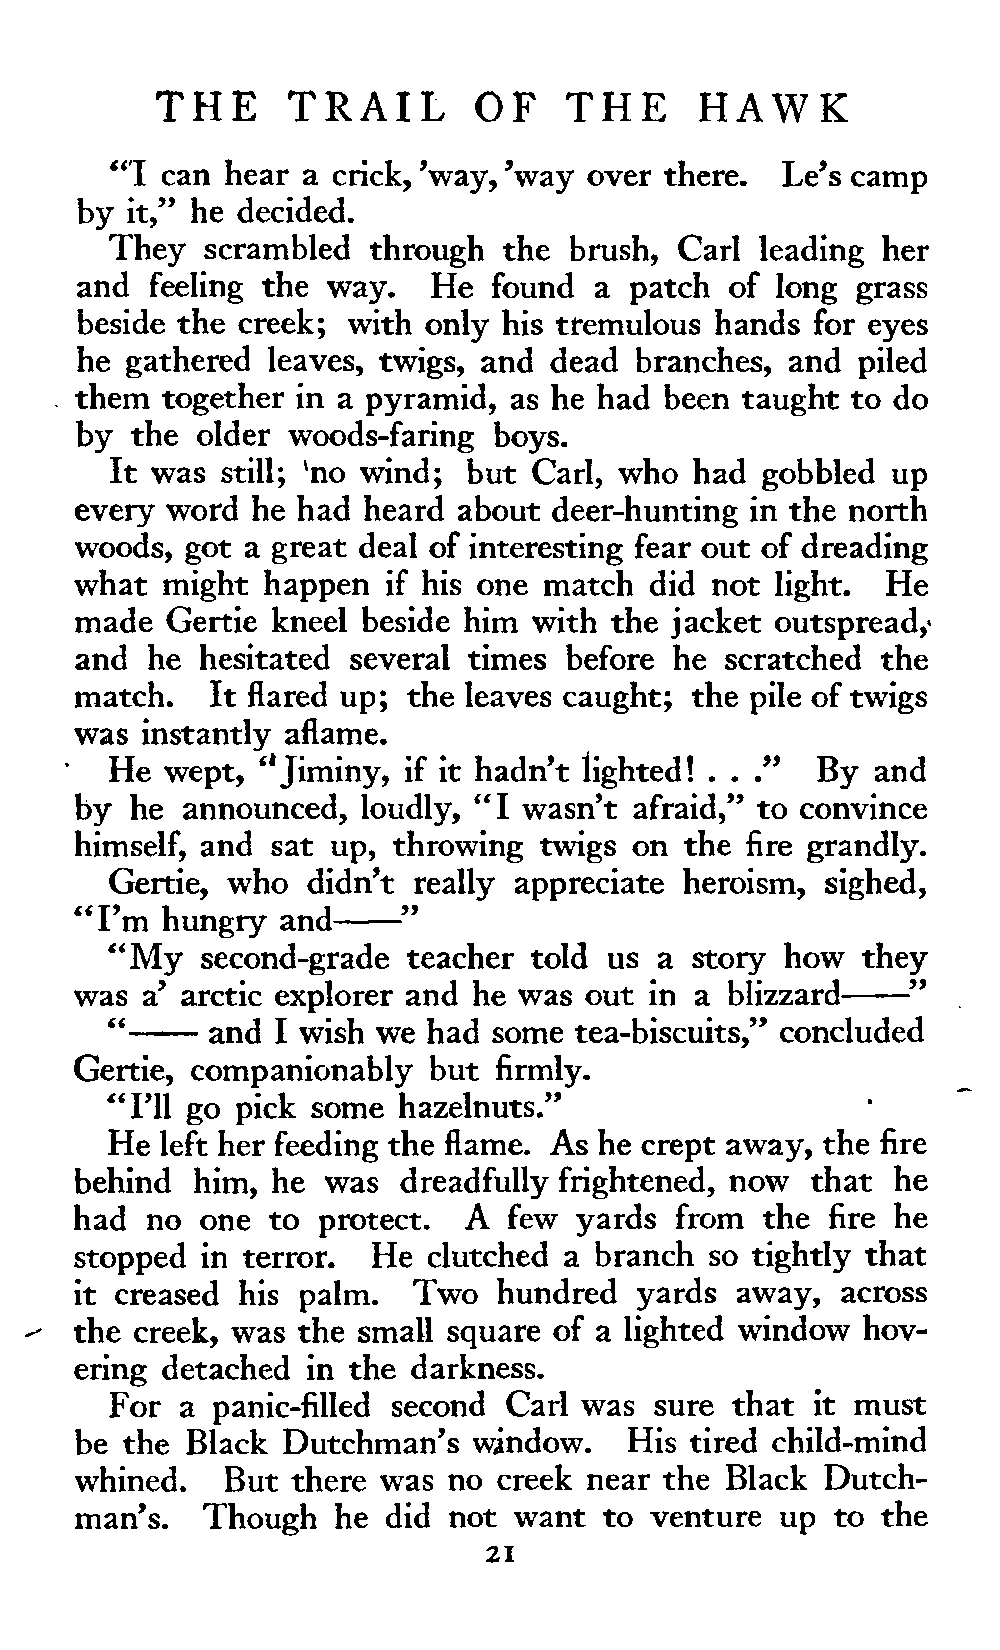 THE TRAIL OF THE HAWK
“I can hear a crick, ’way, ’way over there. Le’s camp
by it,” he decided.
They scrambled through the brush, Carl leading her
and feeling the way. He found a patch of long grass
beside the creek; with only his tremulous hands for eyes
he gathered leaves, twigs, and dead branches, and piled
them together in a pyramid, as he had been taught to do
by the older woods-faring boys.
It was still; no wind; but Carl, who had gobbled up
every word he had heard about deer-hunting in the north
woods, got a great deal of interesting fear out of dreading
what might happen if his one match did not light. He
made Gertie kneel beside him with the jacket outspread,
and he hesitated several times before he scratched the
match. It flared up; the leaves caught; the pile of twigs
was instantly aflame.
He wept, “Jiminy, if it hadn’t lighted! . . .” By and
by he announced, loudly, “I wasn’t afraid,” to convince
himself, and sat up, throwing twigs on the fire grandly.
Gertie, who didn’t really appreciate heroism, sighed,
“I’m hungry and——”
“My second-grade teacher told us a story how they
was a’ arctic explorer and he was out in a blizzard——”
“—— and I wish we had some tea-biscuits,” concluded
Gertie, companionably but firmly.
“I’ll go pick some hazelnuts.”
He left her feeding the flame. As he crept away, the fire
behind him, he was dreadfully frightened, now that he
had no one to protect. A few yards from the fire he
stopped in terror. He clutched a branch so tightly that
it creased his palm. Two hundred yards away, across
the creek, was the small square of a lighted window hov-
ering detached in the darkness.
For a panic-filled second Carl was sure that it must
be the Black Dutchman’s window. His tired child-mind
whined. But there was no creek near the Black Dutch-
man’s. Though he did not want to venture up to the
21